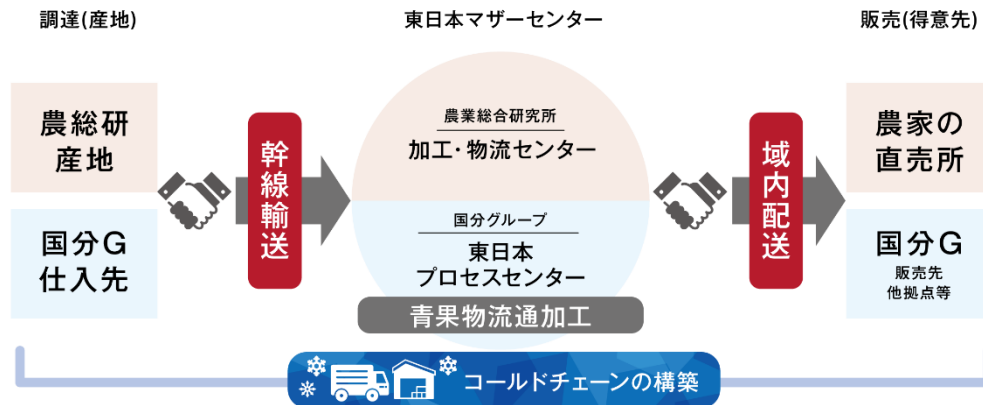 調達(産地)
東日本マザーセンター
販売(得意先)
農総研
産地
国分G
仕入先
幹線輸送
農業総合研究所
加工・物流センター
国分グループ
東日本
プロセスセンター
青果物流通加工
域内配送
農家の
直売所
国分G
販売先
他拠点等
コールドチェーンの構築